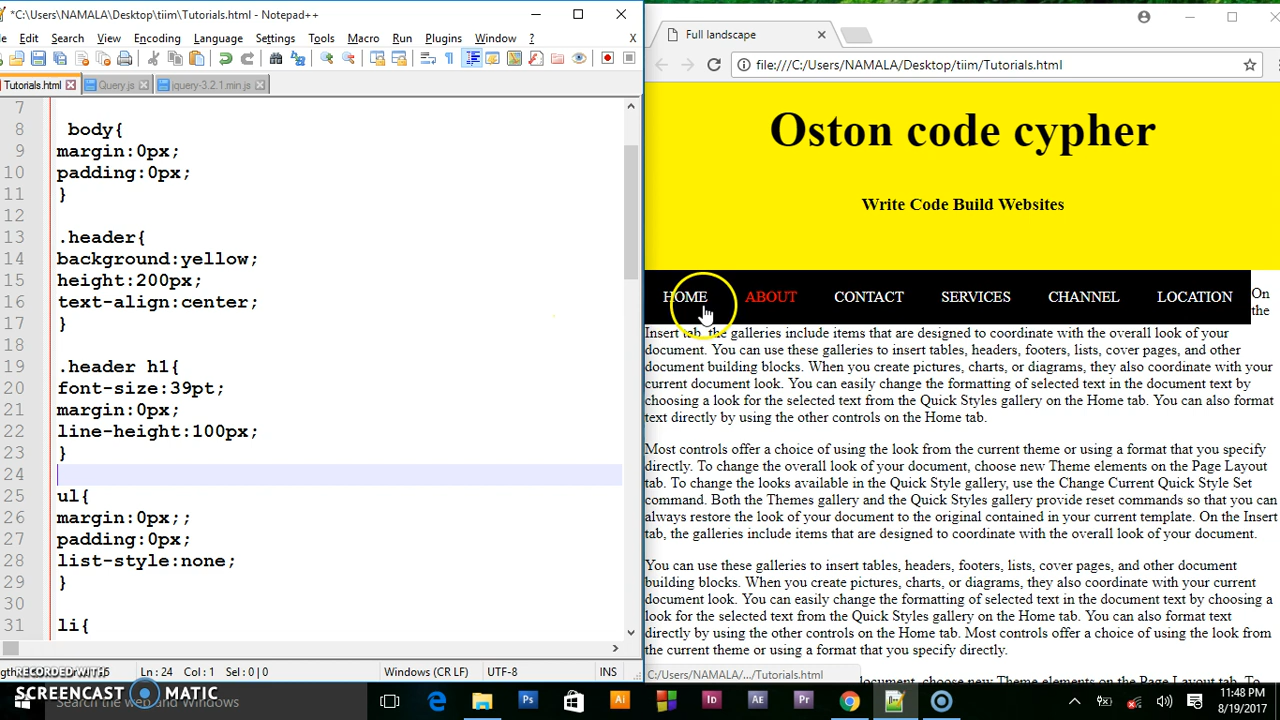 *C:\Users\NAMALA\Desktop\tiim\Tutorials.html - Notepad++
Edit Search View Encoding Language Settings Tools Macro Run Plugins Window ? X
Tutorials.html Query.js jquery-3.2.1.min.js
7
8 body{
9 margin:0px;
10 padding:0px;
11 }
12
13 .header{
14 background:yellow;
15 height:200px;
16 text-align:center;
17 }
18
19 .header h1{
20 font-size:39pt;
21 margin:0px;
22 line-height:100px;
23 }
24
25 ul{
26 margin:0px;;
27 padding:0px;
28 list-style:none;
29 }
30
31 li{
Ln : 24 Col : 1 Sel : 0 | 0 Windows (CR LF) UTF-8 INS
Full landscape
file:///C:/Users/NAMALA/Desktop/tiim/Tutorials.html
Oston code cypher
Write Code Build Websites
HOME ABOUT CONTACT SERVICES CHANNEL LOCATION On
the
Insert tab, the galleries include items that are designed to coordinate with the overall look of your
document. You can use these galleries to insert tables, headers, footers, lists, cover pages, and other
document building blocks. When you create pictures, charts, or diagrams, they also coordinate with your
current document look. You can easily change the formatting of selected text in the document text by
choosing a look for the selected text from the Quick Styles gallery on the Home tab. You can also format
text directly by using the other controls on the Home tab.
Most controls offer a choice of using the look from the current theme or using a format that you specify
directly. To change the overall look of your document, choose new Theme elements on the Page Layout
tab. To change the looks available in the Quick Style gallery, use the Change Current Quick Style Set
command. Both the Themes gallery and the Quick Styles gallery provide reset commands so that you can
always restore the look of your document to the original contained in your current template. On the Insert
tab, the galleries include items that are designed to coordinate with the overall look of your document.
You can use these galleries to insert tables, headers, footers, lists, cover pages, and other document
building blocks. When you create pictures, charts, or diagrams, they also coordinate with your current
document look. You can easily change the formatting of selected text in the document text by choosing a
look for the selected text from the Quick Styles gallery on the Home tab. You can also format text
directly by using the other controls on the Home tab. Most controls offer a choice of using the look from
the current theme or using a format that you specify directly.
C:/Users/NAMALA/.../Tutorials.html
document, choose new Theme elements on the Page Layout tab. To
RECORDED WITH
SCREENCAST MATIC
Search the web and Windows
Ps Ai Id Ae Pr
11:48 PM
8/19/2017